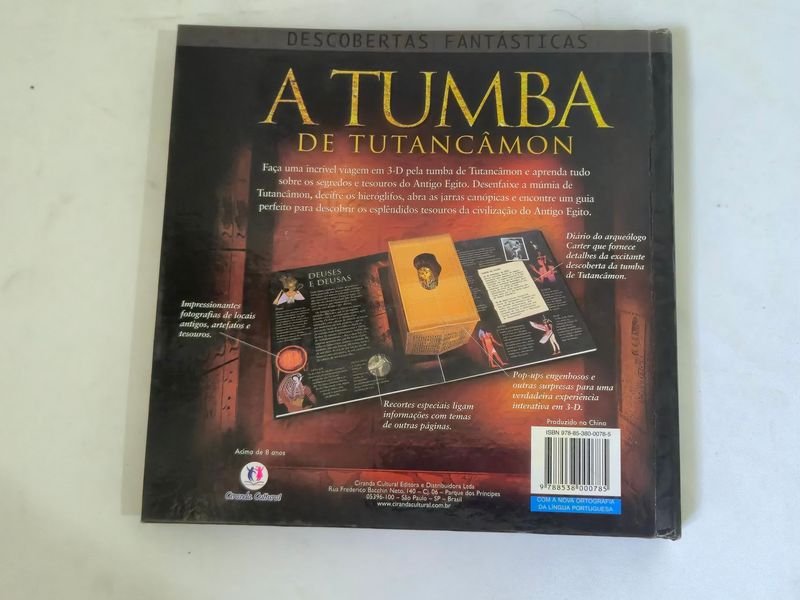 DESCOBERTAS FANTÁSTICAS
A TUMBA
DE TUTANCÂMON
Faça uma incrível viagem em 3-D pela tumba de Tutancâmon e aprenda tudo
sobre os segredos e tesouros do Antigo Egito. Desenfaixe a múmia de
Tutancâmon, decifre os hieróglifos, abra as jarras canópicas e encontre um guia
perfeito para descobrir os esplêndidos tesouros da civilização do Antigo Egito.
Diário do arqueólogo
Carter que fornece
detalhes da excitante
descoberta da tumba
de Tutancâmon.
DEUSES
E DEUSAS
Impressionantes
fotografias de locais
antigos, artefatos e
tesouros.
Pop-ups engenhosos e
outras surpresas para uma
verdadeira experiência
interativa em 3-D.
Recortes especiais ligam
informações com temas
de outras páginas.
Produzido na China
ISBN 978-85-380-0078-5
9 788538 000785
COM A NOVA ORTOGRAFIA
DA LÍNGUA PORTUGUESA
Acima de 8 anos
Ciranda Cultural
Ciranda Cultural Editora e Distribuidora Ltda
Rua Frederico Bacchin Neto, 140 – Cj. 06 – Parque dos Príncipes
05396-100 – São Paulo – SP – Brasil
www.cirandacultural.com.br